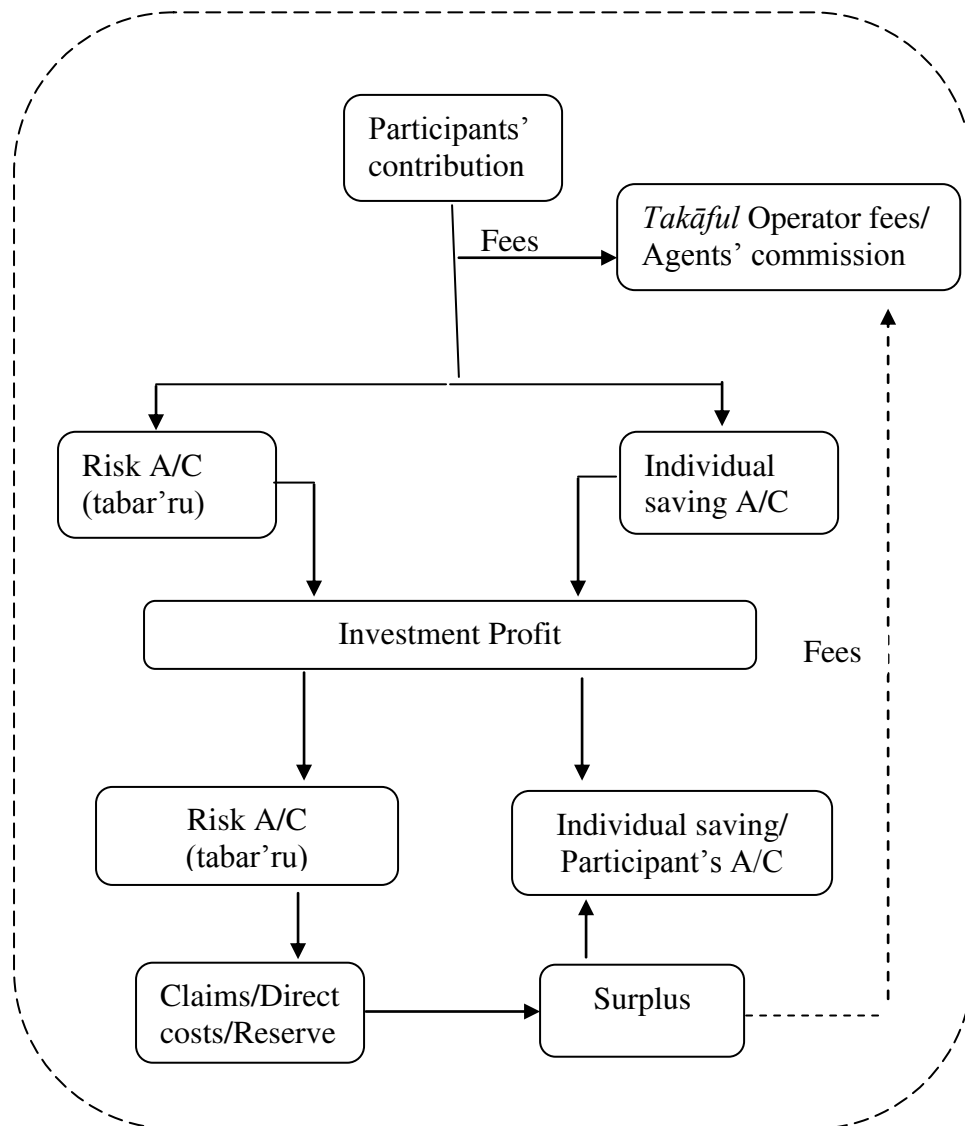 Participants’
contribution
Takāful Operator fees/
Agents’ commission
Fees
Risk A/C
(tabar’ru)
Individual
saving A/C
Investment Profit
Fees
Risk A/C
(tabar’ru)
Individual saving/
Participant’s A/C
Claims/Direct
costs/Reserve
Surplus